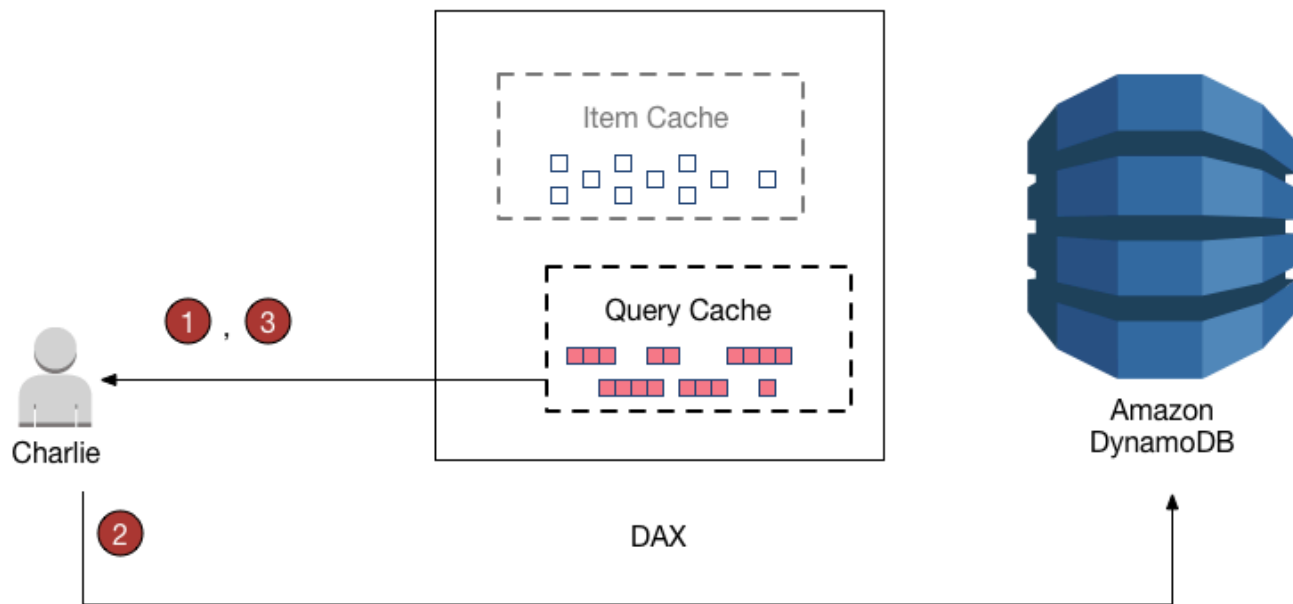 Item Cache
Query Cache
1 , 3
Charlie
Amazon
DynamoDB
2
DAX